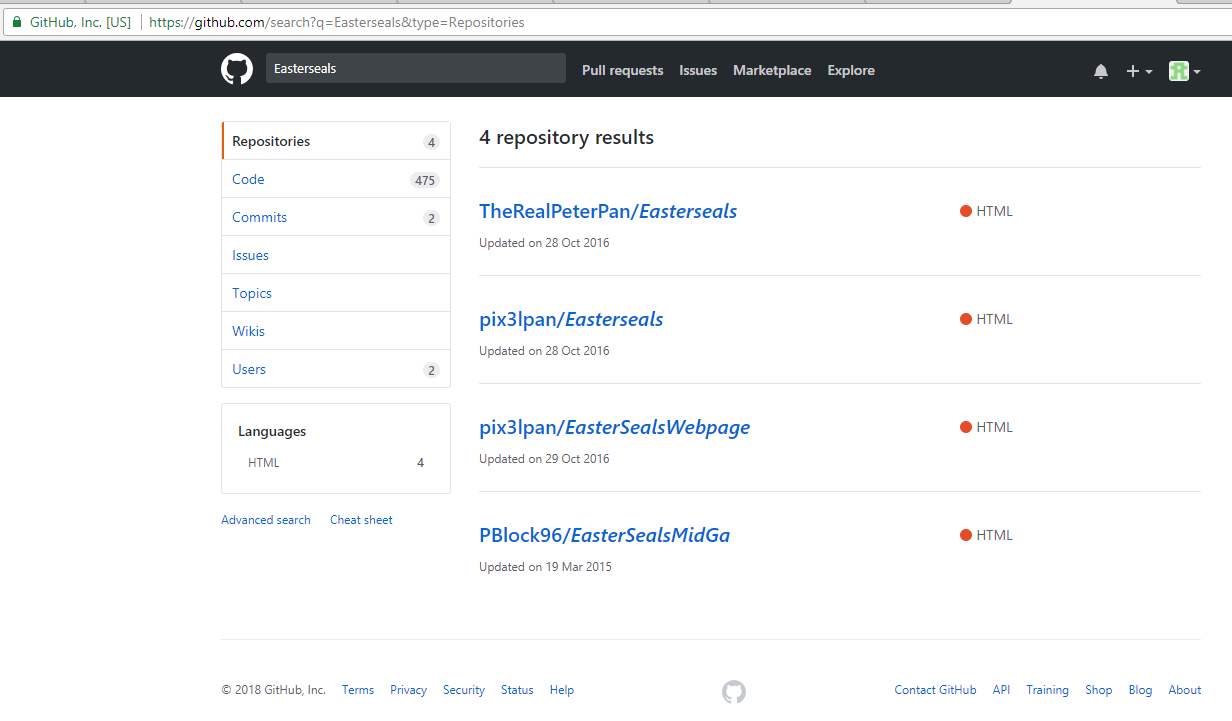 GitHub, Inc. [US] https://github.com/search?q=Easterseals&type=Repositories
Easterseals Pull requests Issues Marketplace Explore
Repositories 4
Code 475
Commits 2
Issues
Topics
Wikis
Users 2
Languages
HTML 4
Advanced search Cheat sheet
4 repository results
TheRealPeterPan/Easterseals HTML
Updated on 28 Oct 2016
pix3lpan/Easterseals HTML
Updated on 28 Oct 2016
pix3lpan/EasterSealsWebpage HTML
Updated on 29 Oct 2016
PBlock96/EasterSealsMidGa HTML
Updated on 19 Mar 2015
© 2018 GitHub, Inc. Terms Privacy Security Status Help Contact GitHub API Training Shop Blog About